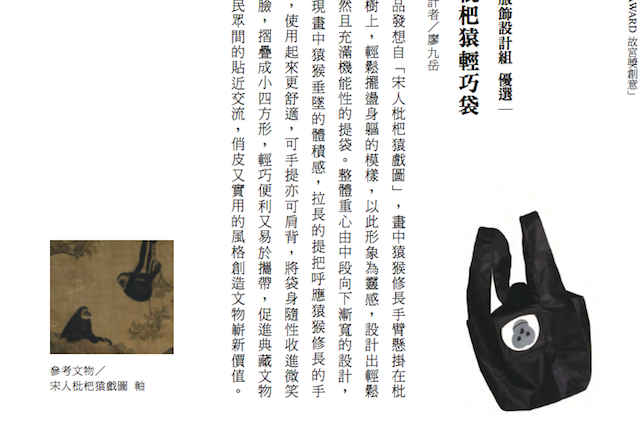 AWARD 故宮獎創意」
服飾設計組 優選｜
枇杷猿輕巧袋
計者／廖九岳
品發想自「宋人枇杷猿戲圖」，畫中猿猴修長手臂懸掛在枇
樹上，輕鬆擺盪身軀的模樣，以此形象為靈感，設計出輕鬆
然且充滿機能性的提袋。整體重心由中段向下漸寬的設計，
現畫中猿猴垂墜的體積感，拉長的提把呼應猿猴修長的手
，使用起來更舒適，可手提亦可肩背，將袋身隨性收進微笑
臉，摺疊成小四方形，輕巧便利又易於攜帶，促進典藏文物
民眾間的貼近交流，俏皮又實用的風格創造文物嶄新價值。
參考文物／
宋人枇杷猿戲圖 軸